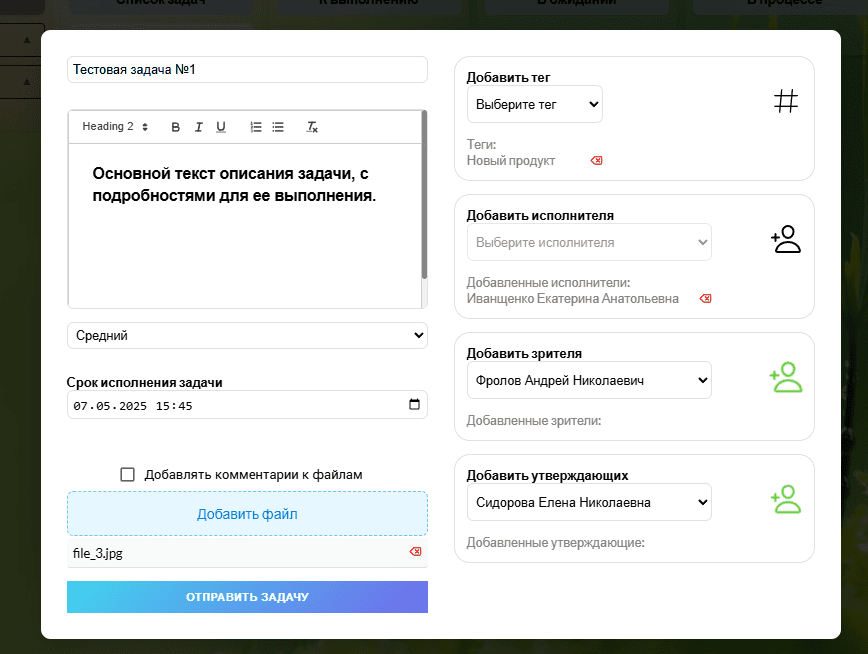 Список задач
К выполнению
В ожидании
В процессе
Тестовая задача №1
Heading 2
B I U
Основной текст описания задачи, с
подробностями для ее выполнения.
Средний
Срок исполнения задачи
07.05.2025 15:45
Добавлять комментарии к файлам
Добавить файл
file_3.jpg
ОТПРАВИТЬ ЗАДАЧУ
Добавить тег
Выберите тег
Теги:
Новый продукт
Добавить исполнителя
Выберите исполнителя
Добавленные исполнители:
Иванщенко Екатерина Анатольевна
Добавить зрителя
Фролов Андрей Николаевич
Добавленные зрители:
Добавить утверждающих
Сидорова Елена Николаевна
Добавленные утверждающие: